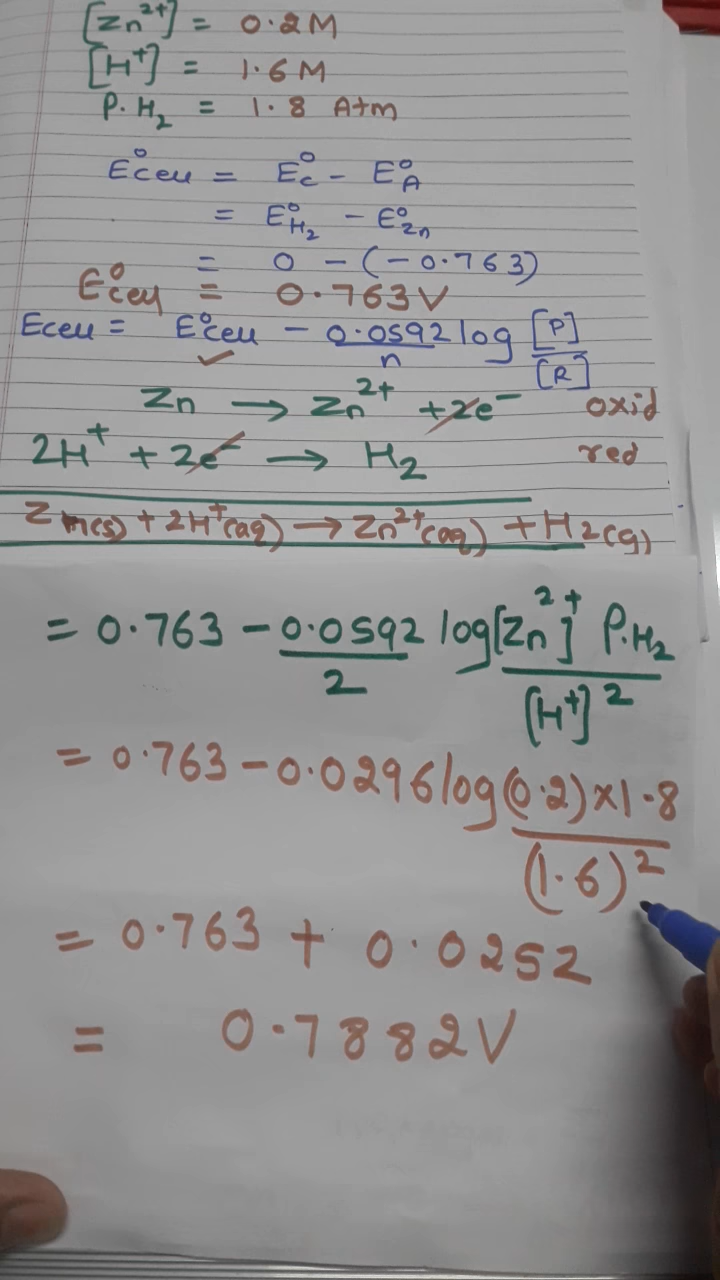 [Zn²⁺] = 0.2M
[H⁺] = 1.6M
P.H₂ = 1.8 Atm
E°cell = E°c - E°A
= E°H₂ - E°Zn
= 0 - (-0.763)
E°cell = 0.763V
Ecell = E°cell - 0.0592/n log [P]/[R]
Zn → Zn²⁺ + 2e⁻ oxid
2H⁺ + 2e⁻ → H₂ red
Zn(s) + 2H⁺(aq) → Zn²⁺(aq) + H₂(g)
= 0.763 - 0.0592/2 log [Zn²⁺] P.H₂/[H⁺]²
= 0.763 - 0.0296 log (0.2)×1.8/(1.6)²
= 0.763 + 0.0252
= 0.7882V